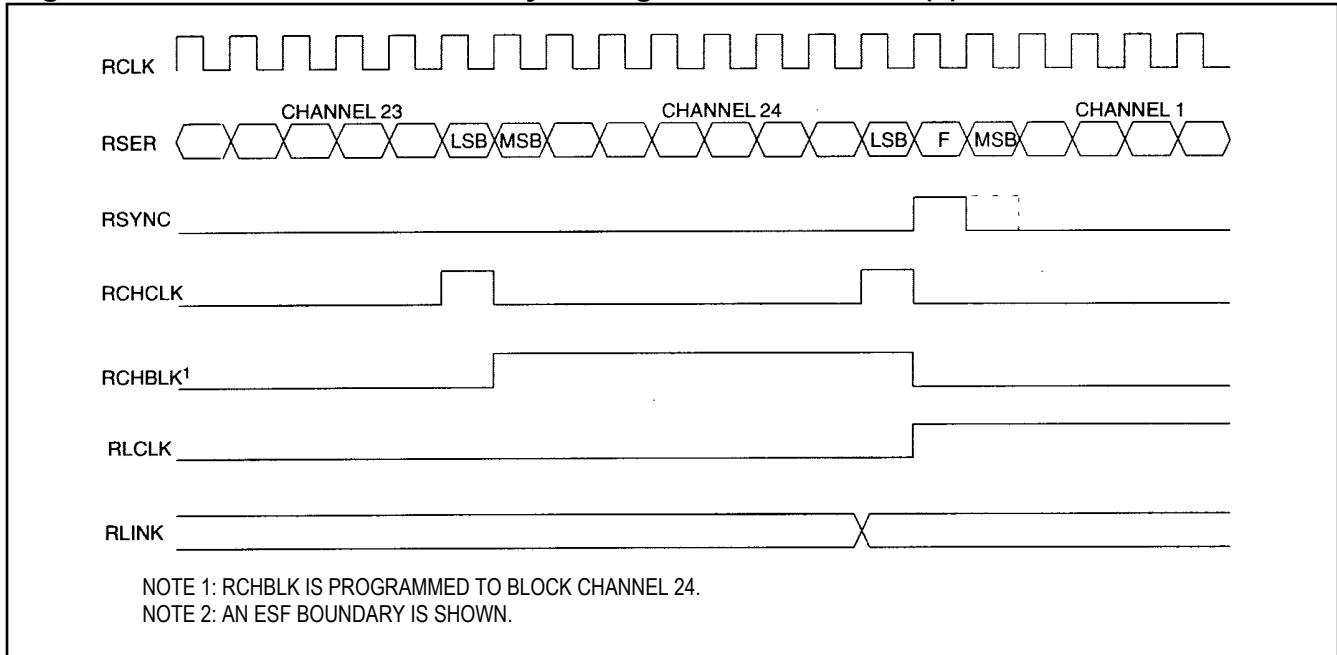 RCLK
CHANNEL 23 CHANNEL 24 CHANNEL 1
RSER LSB MSB LSB F MSB
RSYNC
RCHCLK
RCHBLK1
RLCLK
RLINK
NOTE 1: RCHBLK IS PROGRAMMED TO BLOCK CHANNEL 24.
NOTE 2: AN ESF BOUNDARY IS SHOWN.